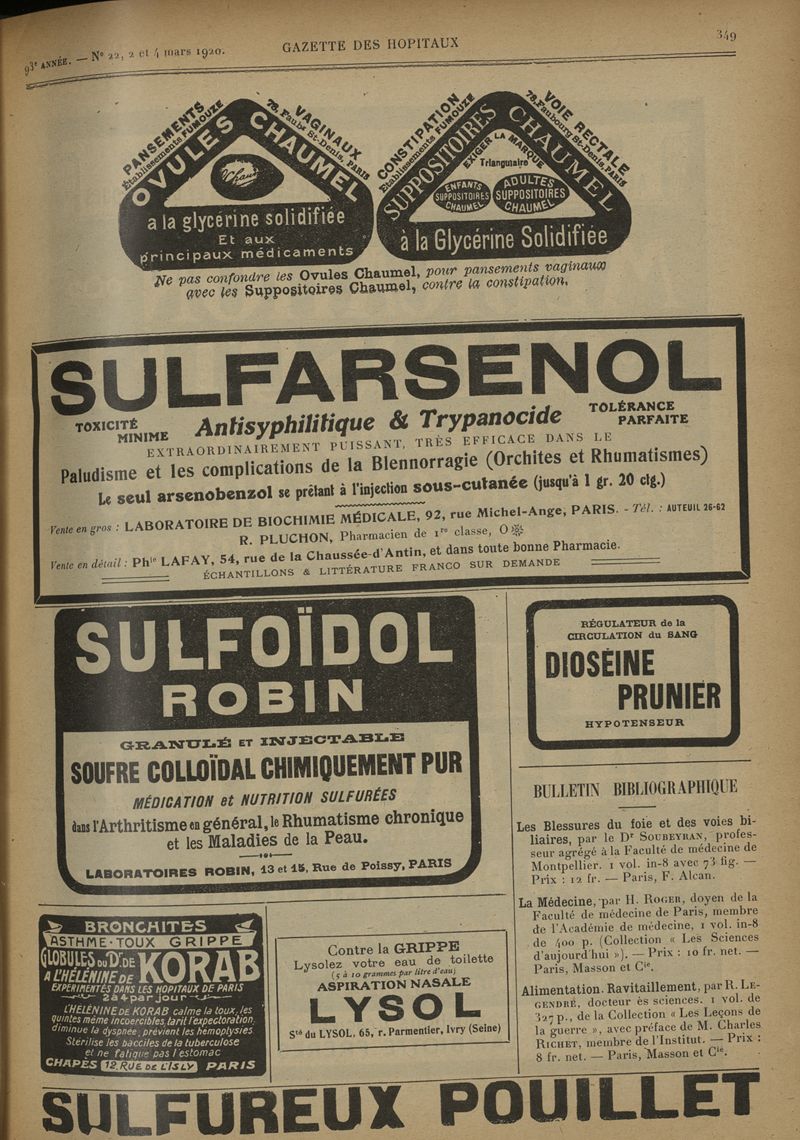 93e ANNÉE. — No 22, 2 et 4 mars 1920.
GAZETTE DES HOPITAUX
349
PANSEMENTS VAGINAUX
Établissements FUMOUZE 78, Faubg St-Denis, PARIS
OVULES CHAUMEL
à la glycérine solidifiée
Et aux
principaux médicaments
CONSTIPATION VOIE RECTALE
Établissements FUMOUZE 78, Faubourg St-Denis, PARIS
SUPPOSITOIRES CHAUMEL
EXIGER LA MARQUE
Triangulaire
ENFANTS
SUPPOSITOIRES
CHAUMEL
ADULTES
SUPPOSITOIRES
CHAUMEL
à la Glycérine Solidifiée
Ne pas confondre les Ovules Chaumel, pour pansements vaginaux
avec les Suppositoires Chaumel, contre la constipation.
SULFARSENOL
TOXICITÉ
MINIME
Antisyphilitique & Trypanocide
TOLÉRANCE
PARFAITE
EXTRAORDINAIREMENT PUISSANT, TRÈS EFFICACE DANS LE
Paludisme et les complications de la Blennorragie (Orchites et Rhumatismes)
Le seul arsenobenzol se prêtant à l'injection sous-cutanée (jusqu'à 1 gr. 20 ctg.)
Vente en gros : LABORATOIRE DE BIOCHIMIE MÉDICALE, 92, rue Michel-Ange, PARIS. - Tél. : AUTEUIL 26-62
R. PLUCHON, Pharmacien de 1re classe, O ※
Vente en détail : Phie LAFAY, 54, rue de la Chaussée-d'Antin, et dans toute bonne Pharmacie.
ÉCHANTILLONS & LITTÉRATURE FRANCO SUR DEMANDE
SULFOÏDOL
ROBIN
GRANULÉ ET INJECTABLE
SOUFRE COLLOÏDAL CHIMIQUEMENT PUR
MÉDICATION et NUTRITION SULFURÉES
dans l'Arthritisme en général, le Rhumatisme chronique
et les Maladies de la Peau.
LABORATOIRES ROBIN, 13 et 15, Rue de Poissy, PARIS
RÉGULATEUR de la
CIRCULATION du SANG
DIOSÉINE
PRUNIER
HYPOTENSEUR
BULLETIN BIBLIOGRAPHIQUE
Les Blessures du foie et des voies bi-
liaires, par le Dr SOUBEYRAN, profes-
seur agrégé à la Faculté de médecine de
Montpellier. 1 vol. in-8 avec 73 fig. —
Prix : 12 fr. — Paris, F. Alcan.
La Médecine, par H. ROGER, doyen de la
Faculté de médecine de Paris, membre
de l'Académie de médecine, 1 vol. in-8
de 400 p. (Collection « Les Sciences
d'aujourd'hui »). — Prix : 10 fr. net. —
Paris, Masson et Cie.
Alimentation. Ravitaillement, par R. LE-
GENDRE, docteur ès sciences. 1 vol. de
327 p., de la Collection « Les Leçons de
la guerre », avec préface de M. Charles
RICHET, membre de l'Institut. — Prix :
8 fr. net. — Paris, Masson et Cie.
BRONCHITES
ASTHME · TOUX GRIPPE
GLOBULES DU Dr DE
KORAB
A L'HÉLÉNINE DE
EXPERIMENTÉS DANS LES HOPITAUX DE PARIS
2 à 4 par jour
L'HELENINE DE KORAB calme la toux, les
quintes même incoercibles, tarit l'expectoration,
diminue la dyspnée, prévient les hémoptysies
Stérilise les bacilles de la tuberculose
et ne fatigue pas l'estomac
CHAPES 12, RUE DE L'ISLY PARIS
Contre la GRIPPE
Lysolez votre eau de toilette
(5 à 10 grammes par litre d'eau)
ASPIRATION NASALE
LYSOL
Sté du LYSOL, 65, r. Parmentier, Ivry (Seine)
SULFUREUX POUILLET